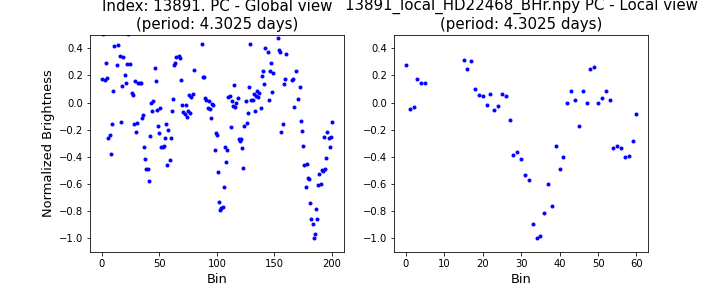 Index: 13891. PC - Global view
(period: 4.3025 days)
13891_local_HD22468_BHr.npy PC - Local view
(period: 4.3025 days)
Normalized Brightness
0.4
0.2
0.0
−0.2
−0.4
−0.6
−0.8
−1.0
0 50 100 150 200
Bin
0.4
0.2
0.0
−0.2
−0.4
−0.6
−0.8
−1.0
0 10 20 30 40 50 60
Bin